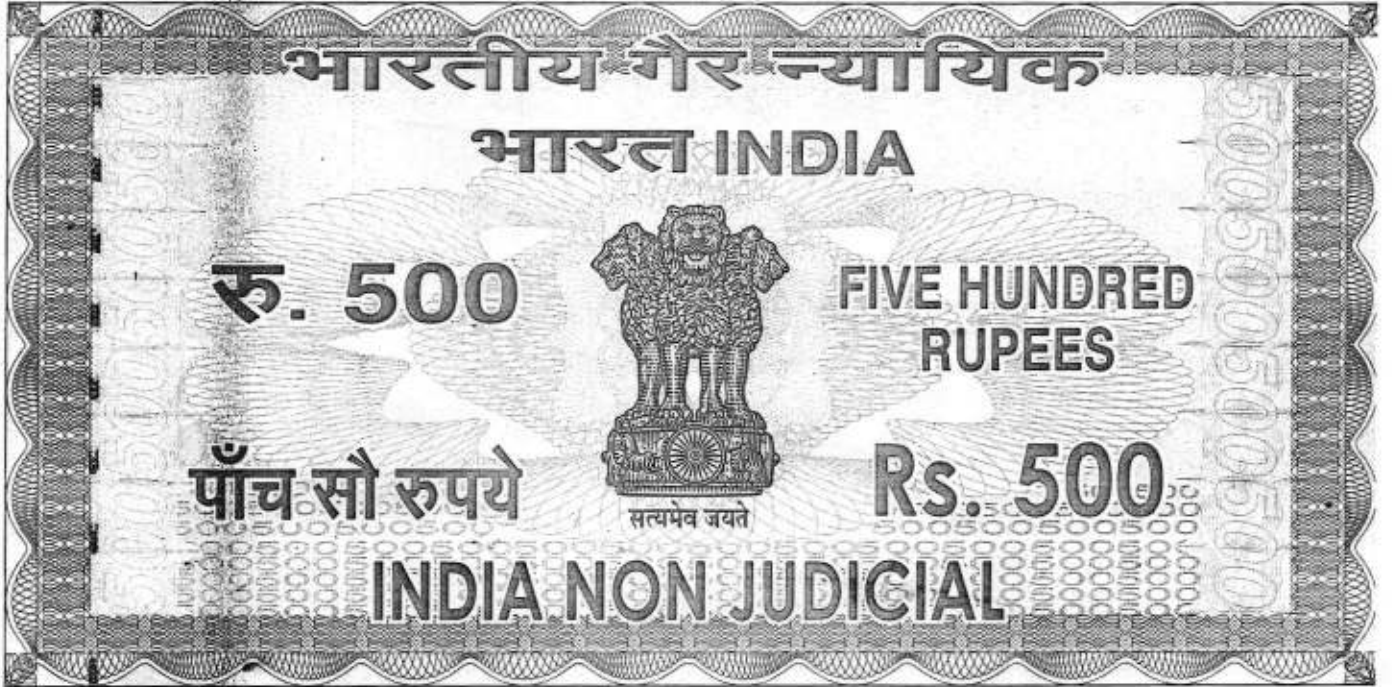 भारतीय गैर न्यायिक
भारत INDIA
रु. 500
FIVE HUNDRED
RUPEES
पाँच सौ रुपये
Rs. 500
सत्यमेव जयते
INDIA NON JUDICIAL